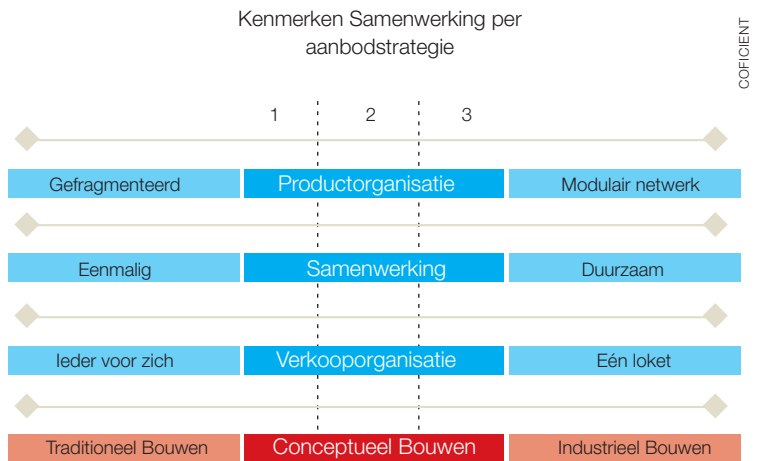 Kenmerken Samenwerking per
aanbodstrategie
COFICIENT
1 2 3
Gefragmenteerd Productorganisatie Modulair netwerk
Eenmalig Samenwerking Duurzaam
Ieder voor zich Verkooporganisatie Eén loket
Traditioneel Bouwen Conceptueel Bouwen Industrieel Bouwen